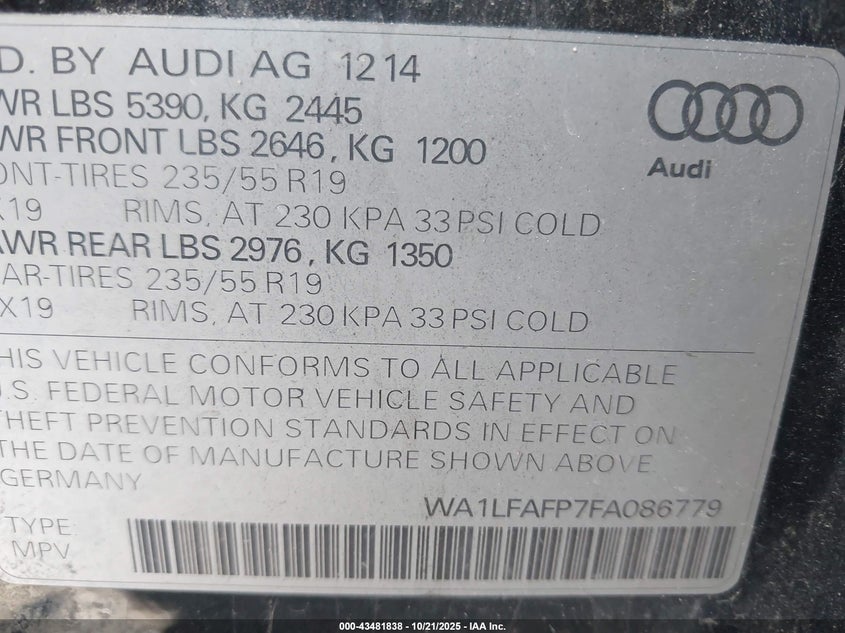 D. BY AUDI AG 1214
WR LBS 5390, KG 2445
WR FRONT LBS 2646, KG 1200
ONT-TIRES 235/55 R19
X19 RIMS, AT 230 KPA 33 PSI COLD
AWR REAR LBS 2976, KG 1350
AR-TIRES 235/55 R19
X19 RIMS, AT 230 KPA 33 PSI COLD
HIS VEHICLE CONFORMS TO ALL APPLICABLE
U.S. FEDERAL MOTOR VEHICLE SAFETY AND
THEFT PREVENTION STANDARDS IN EFFECT ON
THE DATE OF MANUFACTURE SHOWN ABOVE.
GERMANY
WA1LFAFP7FA086779
TYPE
MPV
Audi
000-43481838 - 10/21/2025 - IAA Inc.